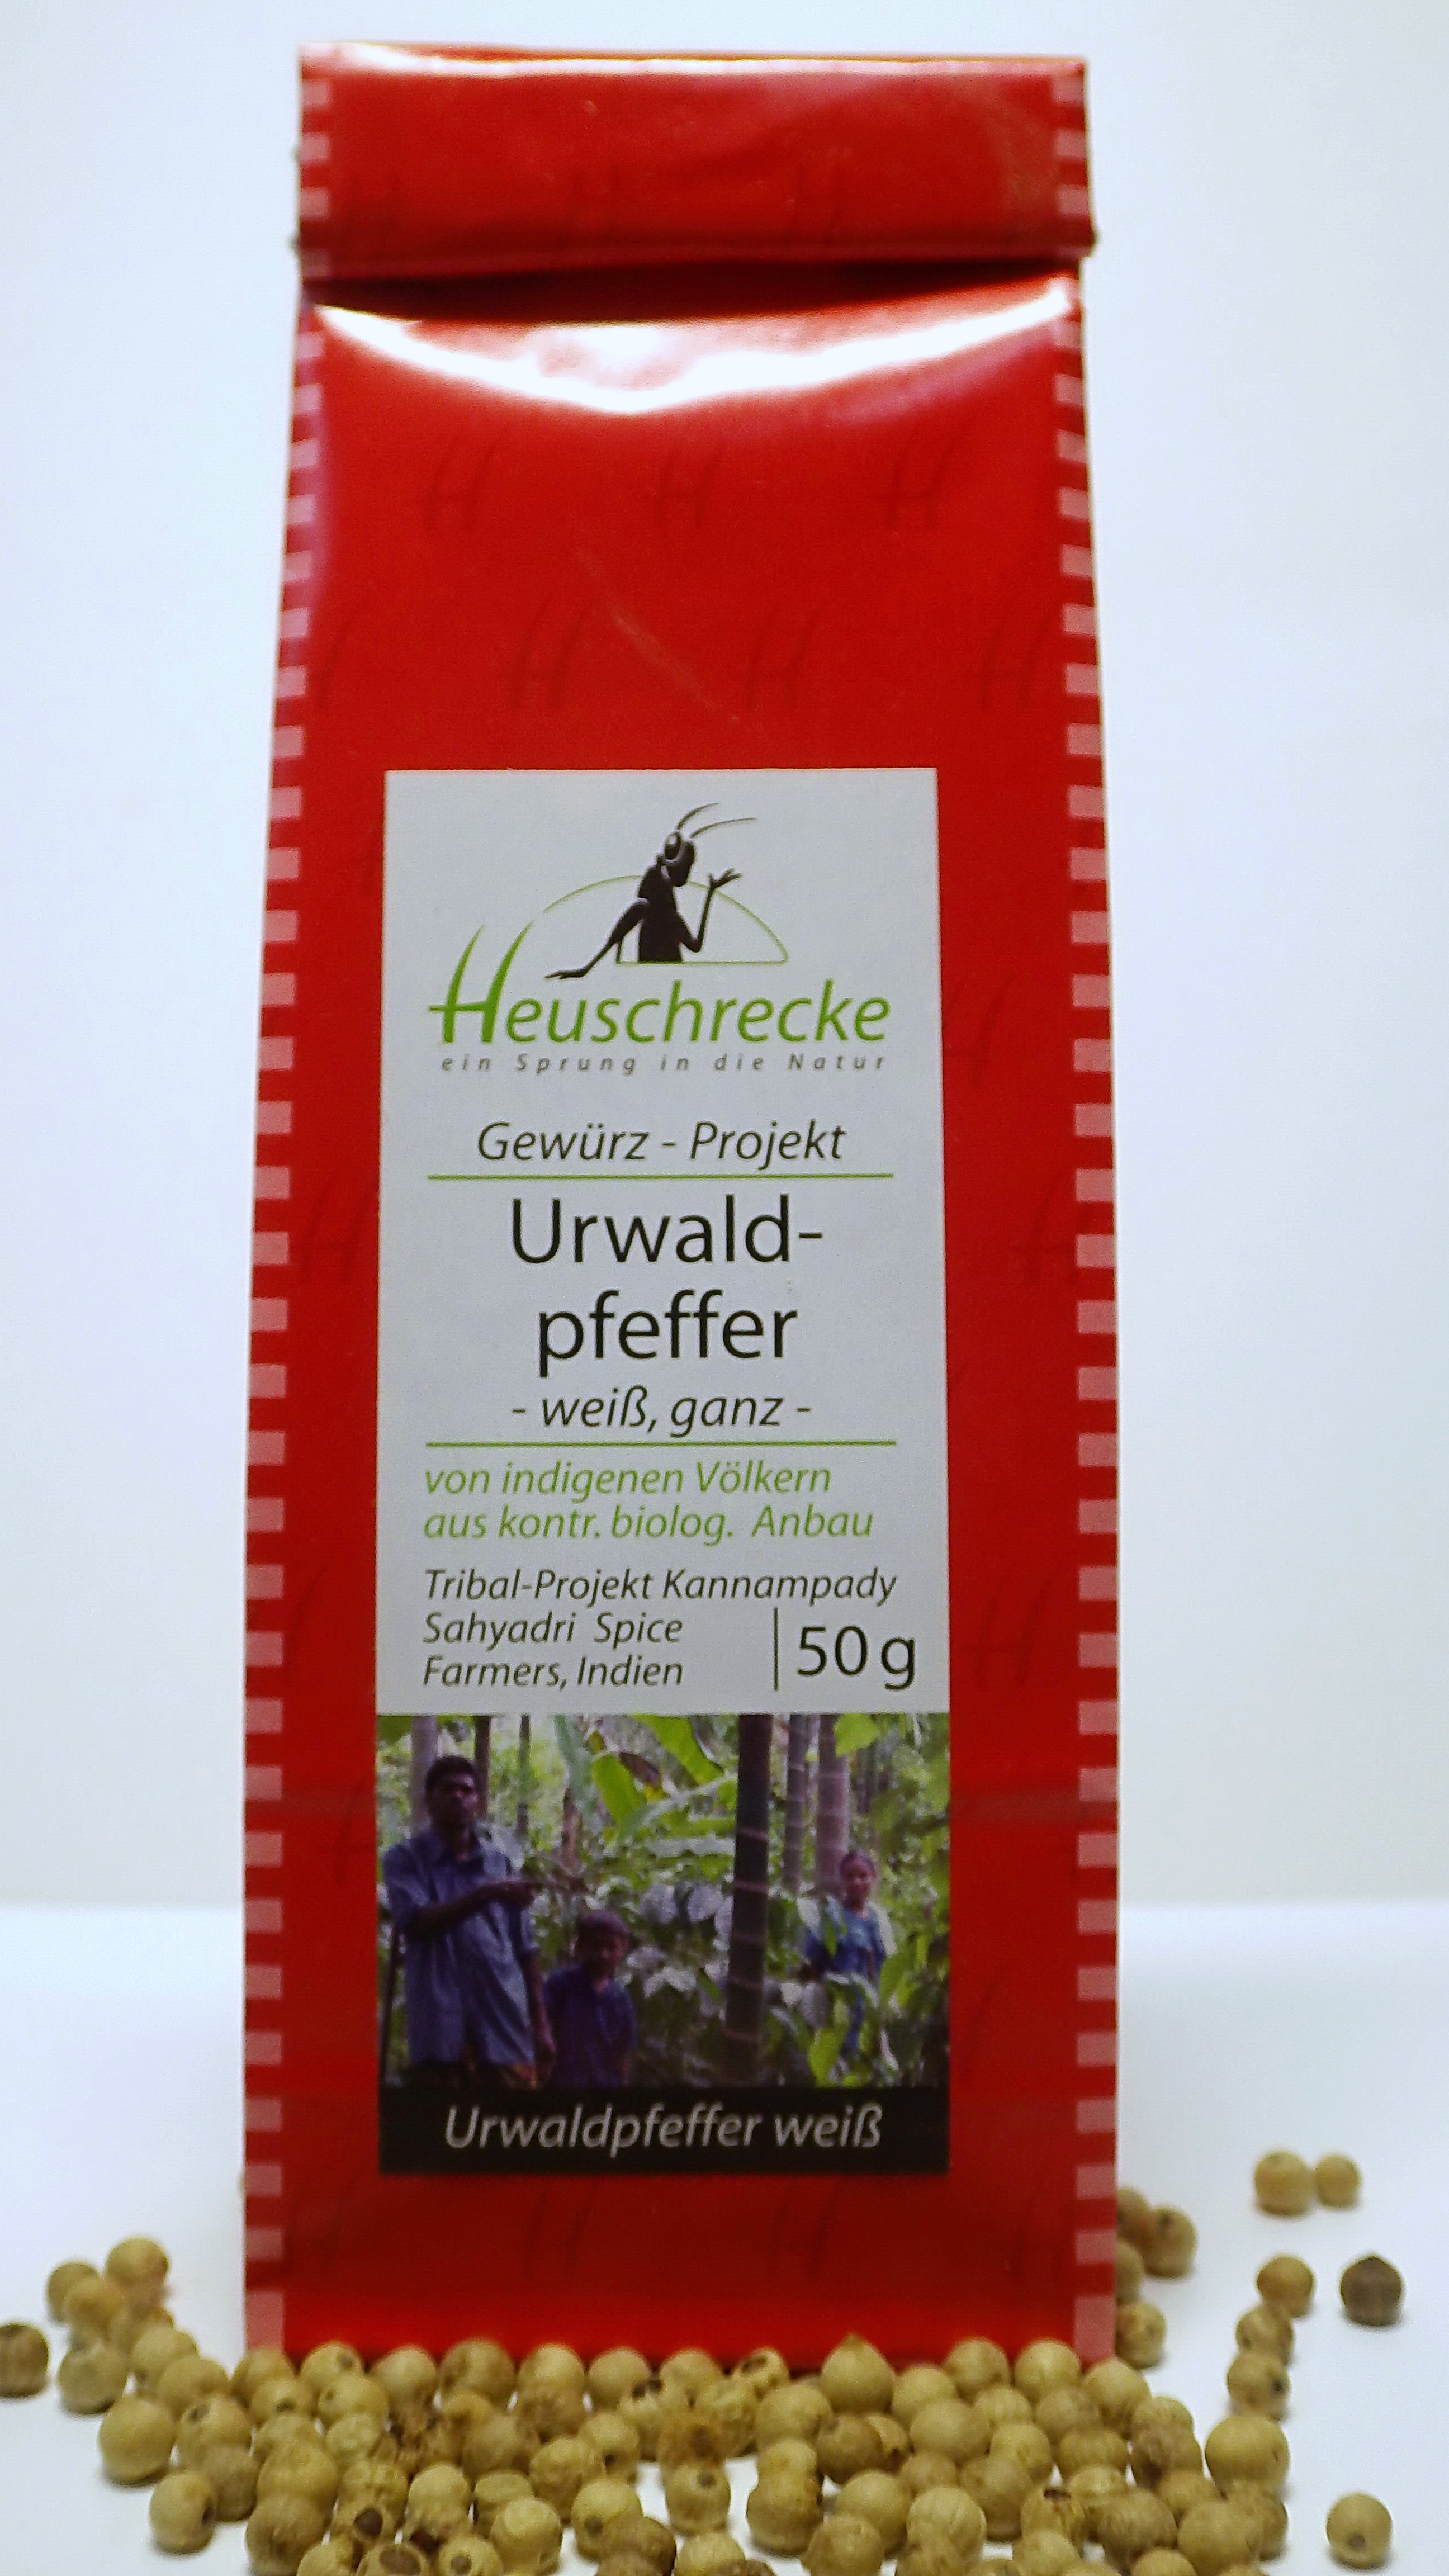 Heuschrecke
ein Sprung in die Natur
Gewürz - Projekt
Urwald-
pfeffer
- weiß, ganz -
von indigenen Völkern
aus kontr. biolog. Anbau
Tribal-Projekt Kannampady
Sahyadri Spice
Farmers, Indien
50 g
Urwaldpfeffer weiß